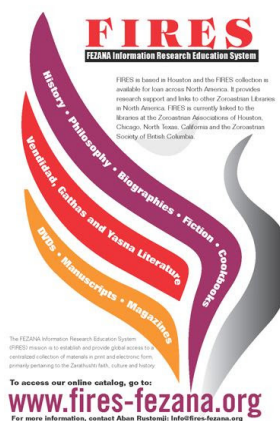 FIRES
FEZANA Information Research Education System
FIRES is based in Houston and the FIRES collection is
available for loan across North America. It provides
research support and links to other Zoroastrian Libraries
in North America. FIRES is currently linked to the
libraries at the Zoroastrian Associations of Houston,
Chicago, North Texas, California and the Zoroastrian
Society of British Columbia.
History • Philosophy • Biographies • Fiction • Cookbooks
Vendidad, Gathas and Yasna Literature
DVDs • Manuscripts • Magazines
The FEZANA Information Research Education System
(FIRES) mission is to establish and provide global access to a
centralized collection of materials in print and electronic form,
primarily pertaining to the Zarathushti faith, culture and history.
To access our online catalog, go to:
www.fires-fezana.org
For more information, contact Aban Rustomji: Info@fires-fezana.org